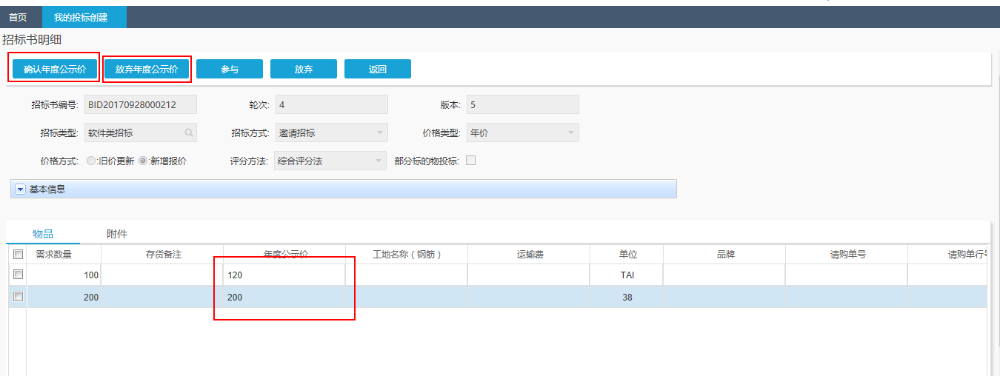 首页 我的投标创建
招标书明细
确认年度公示价 放弃年度公示价 参与 放弃 返回
招标书编号: BID20170928000212 轮次: 4 版本: 5
招标类型: 软件类招标 招标方式: 邀请招标 价格类型: 年价
价格方式: :旧价更新 :新增报价 评分方法: 综合评分法 部分标的物投标:
基本信息
物品 附件
需求数量 存货备注 年度公示价 工地名称（钢筋） 运输费 单位 品牌 请购单号 请购单行号
100 120 TAI
200 200 38